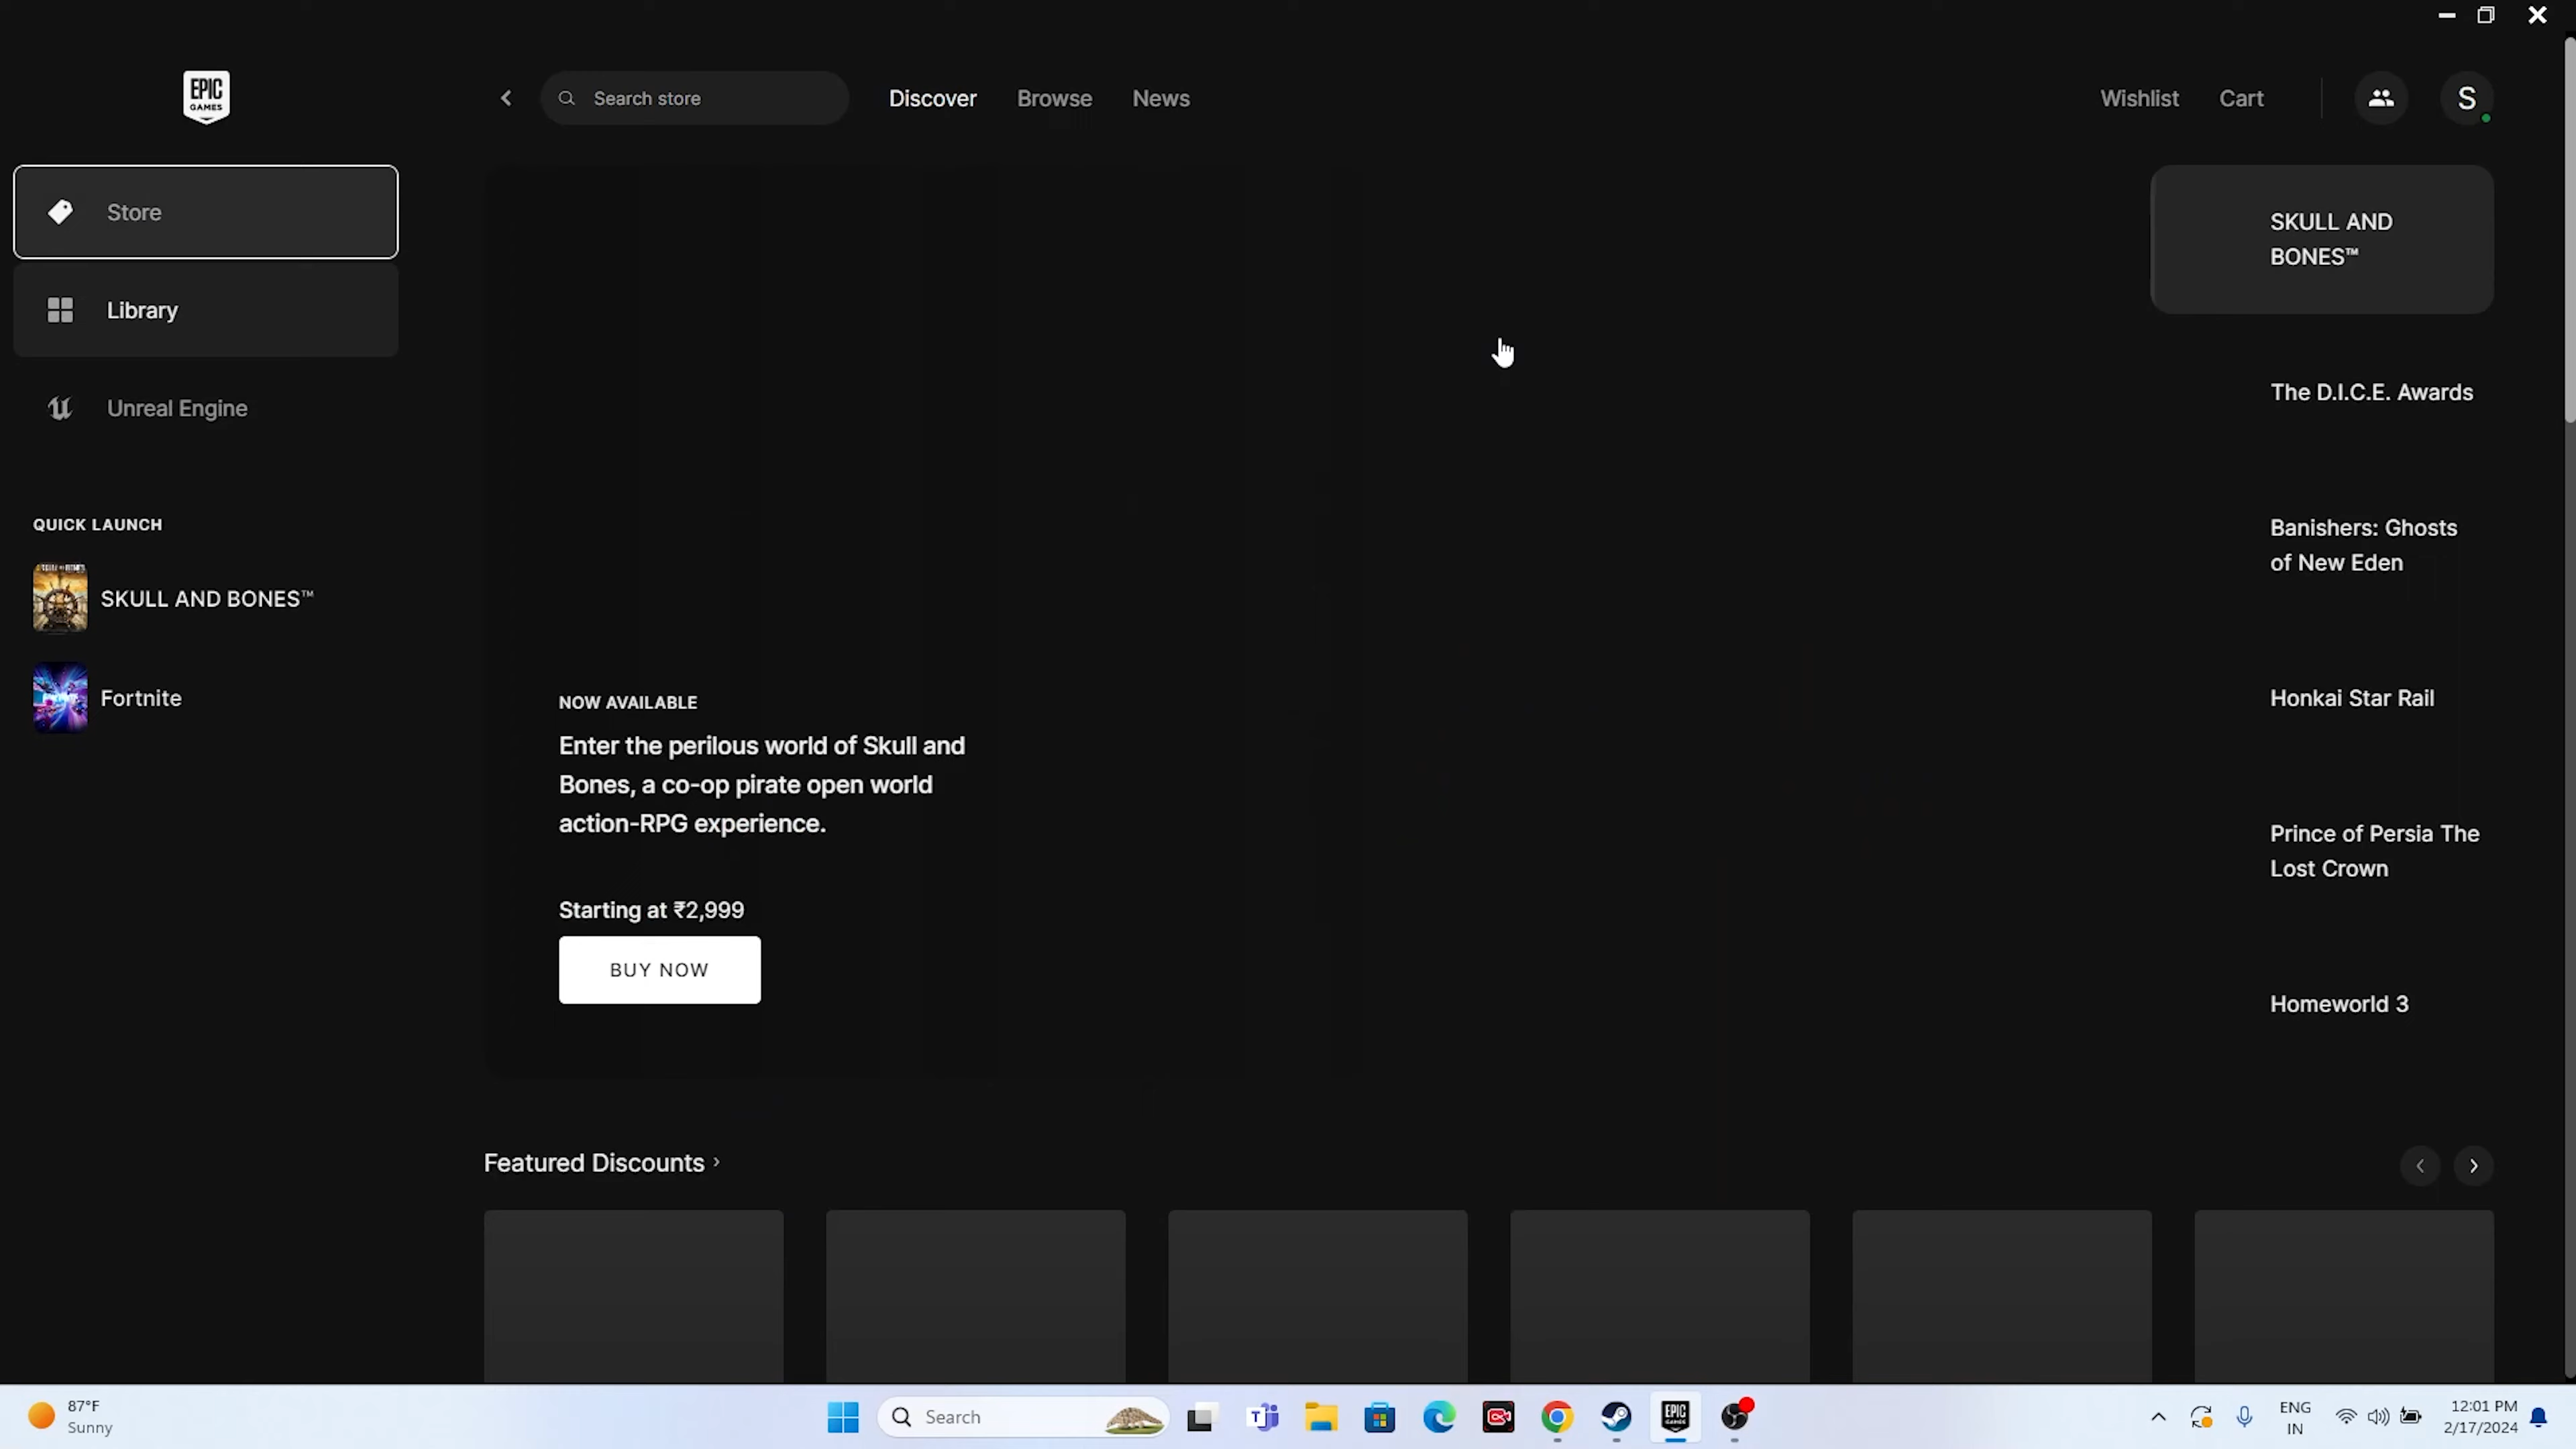 EPIC
GAMES
Search store
Discover
Browse
News
Wishlist
Cart
S
Store
Library
Unreal Engine
QUICK LAUNCH
SKULL AND BONES™
Fortnite
NOW AVAILABLE
Enter the perilous world of Skull and
Bones, a co-op pirate open world
action-RPG experience.
Starting at ₹2,999
BUY NOW
SKULL AND
BONES™
The D.I.C.E. Awards
Banishers: Ghosts
of New Eden
Honkai Star Rail
Prince of Persia The
Lost Crown
Homeworld 3
Featured Discounts
87°F
Sunny
Search
ENG
IN
12:01 PM
2/17/2024